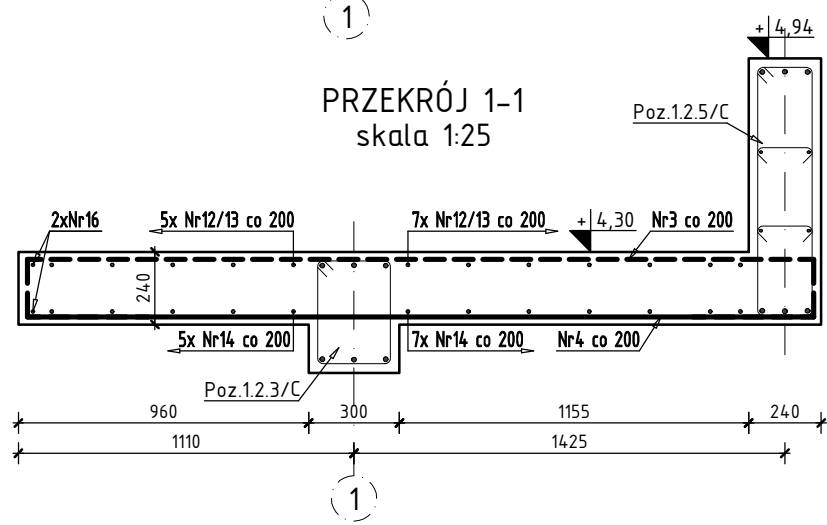 1
+ 4,94
PRZEKRÓJ 1-1
skala 1:25
Poz.1.2.5/C
2xNr16
5x Nr12/13 co 200
7x Nr12/13 co 200
+ 4,30
Nr3 co 200
240
5x Nr14 co 200
7x Nr14 co 200
Nr4 co 200
Poz.1.2.3/C
960
300
1155
240
1110
1425
1